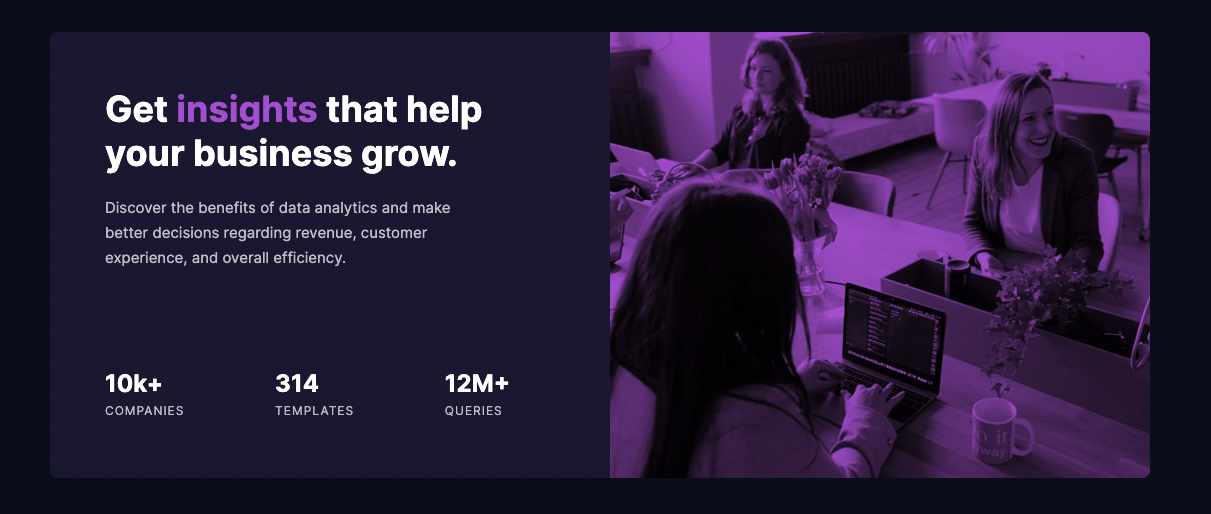 Get insights that help
your business grow.
Discover the benefits of data analytics and make
better decisions regarding revenue, customer
experience, and overall efficiency.
10k+ 314 12M+
COMPANIES TEMPLATES QUERIES